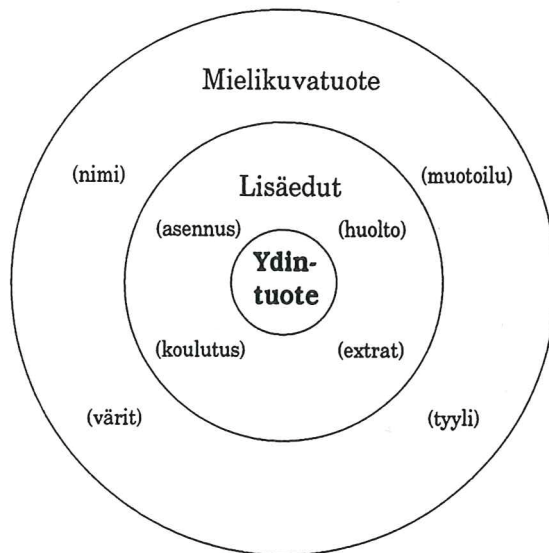 Mielikuvatuote
(nimi)
(muotoilu)
Lisäedut
(asennus)
(huolto)
Ydin-
tuote
(koulutus)
(extrat)
(värit)
(tyyli)